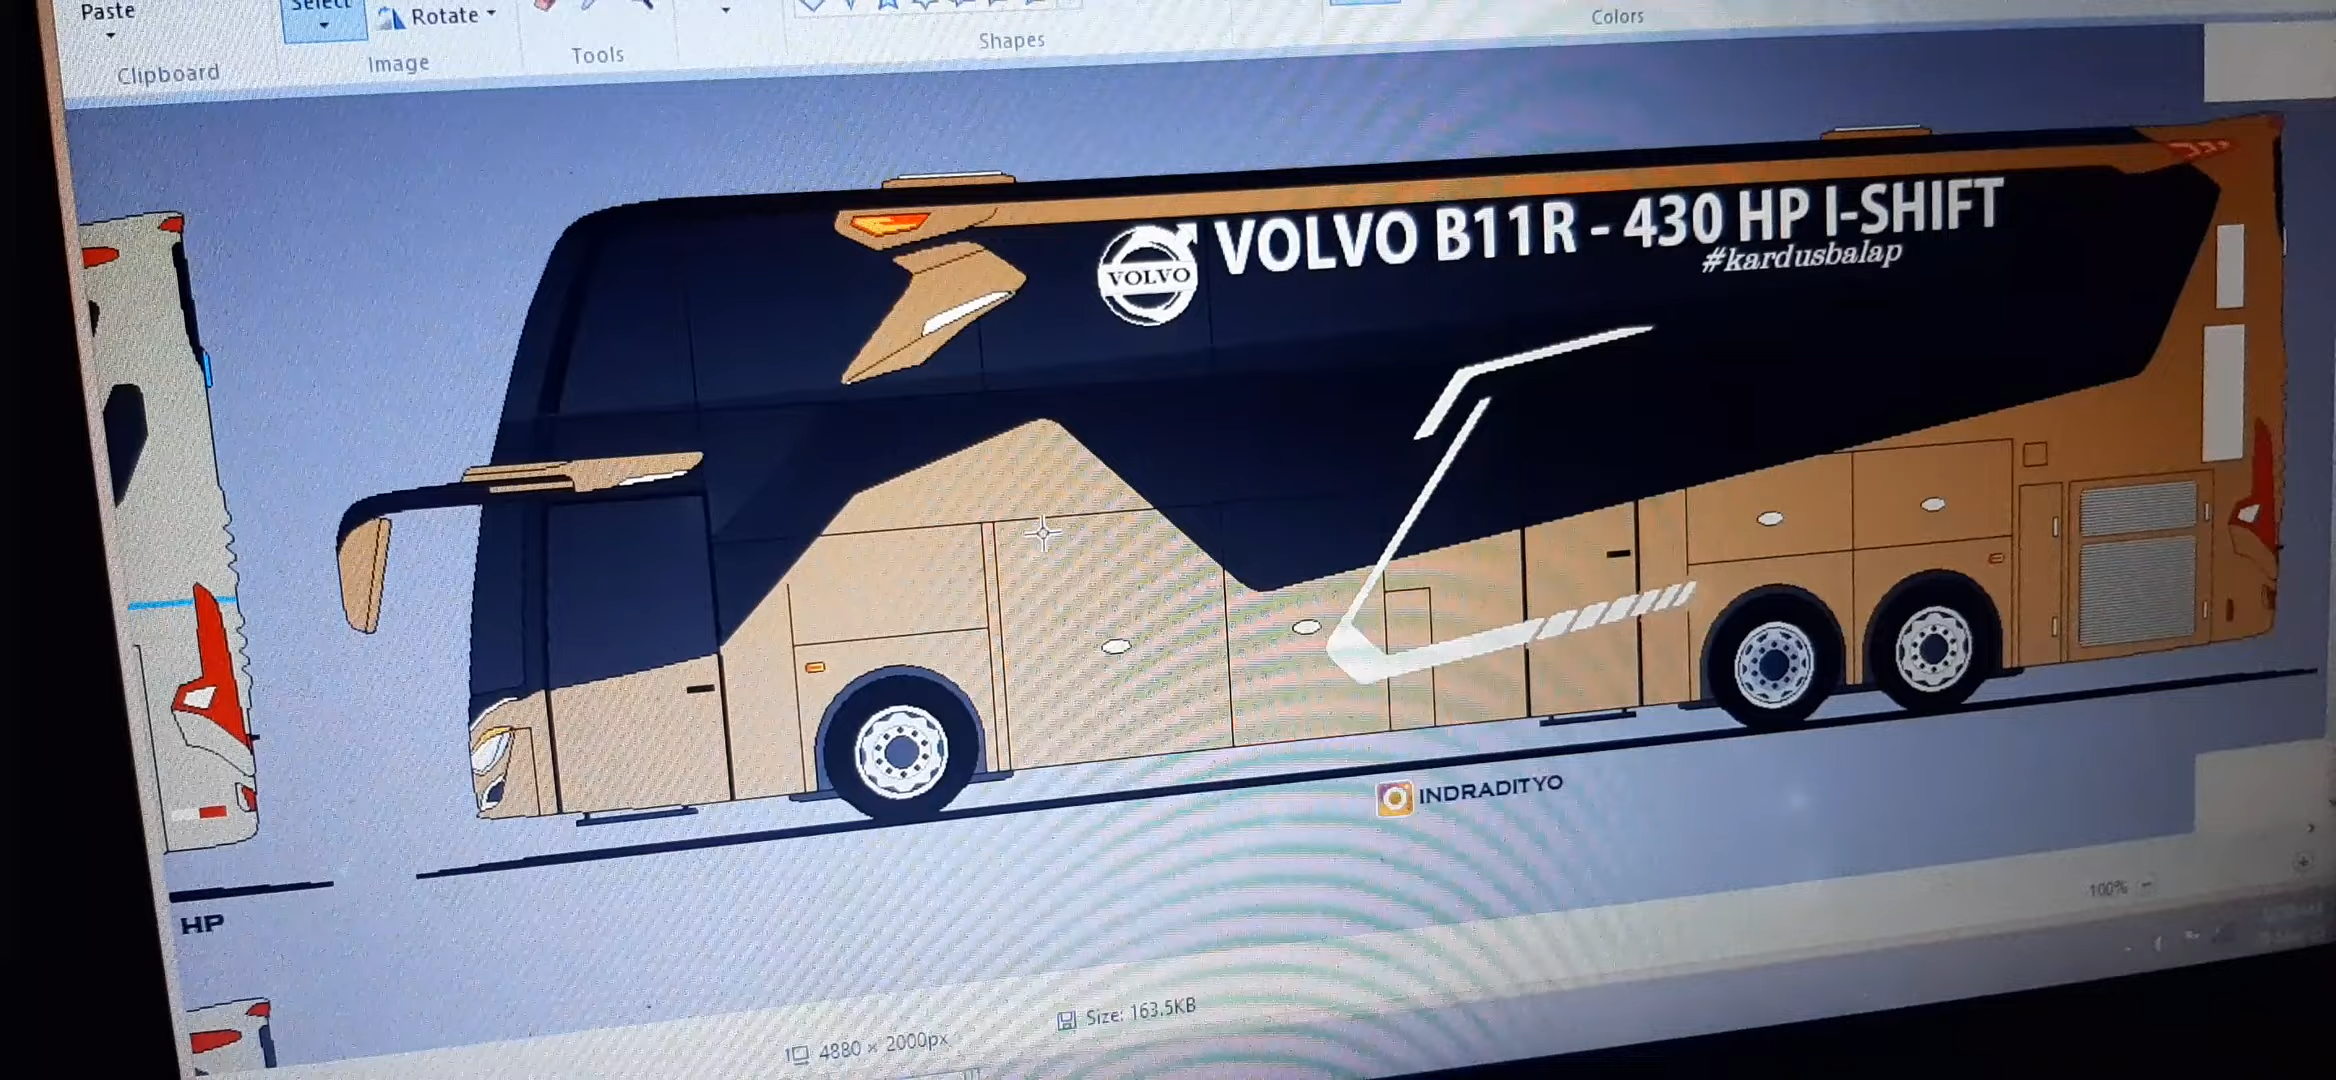 Paste
Select
Rotate
Clipboard
Image
Tools
Shapes
Colors
VOLVO
VOLVO B11R - 430 HP I-SHIFT
#kardusbalap
INDRADITYO
HP
100%
4880 × 2000px
Size: 163.5KB